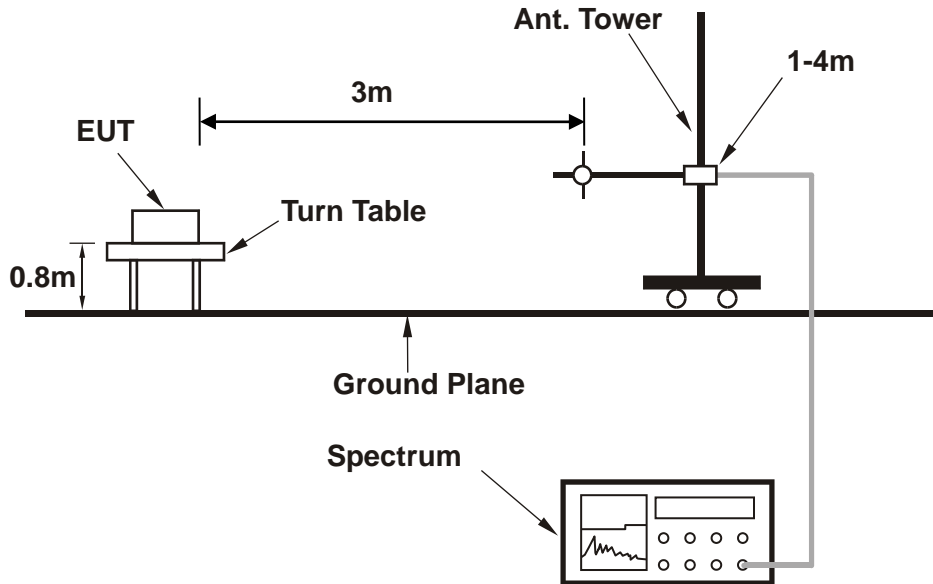 Ant. Tower
1-4m
3m
EUT
Turn Table
0.8m
Ground Plane
Spectrum